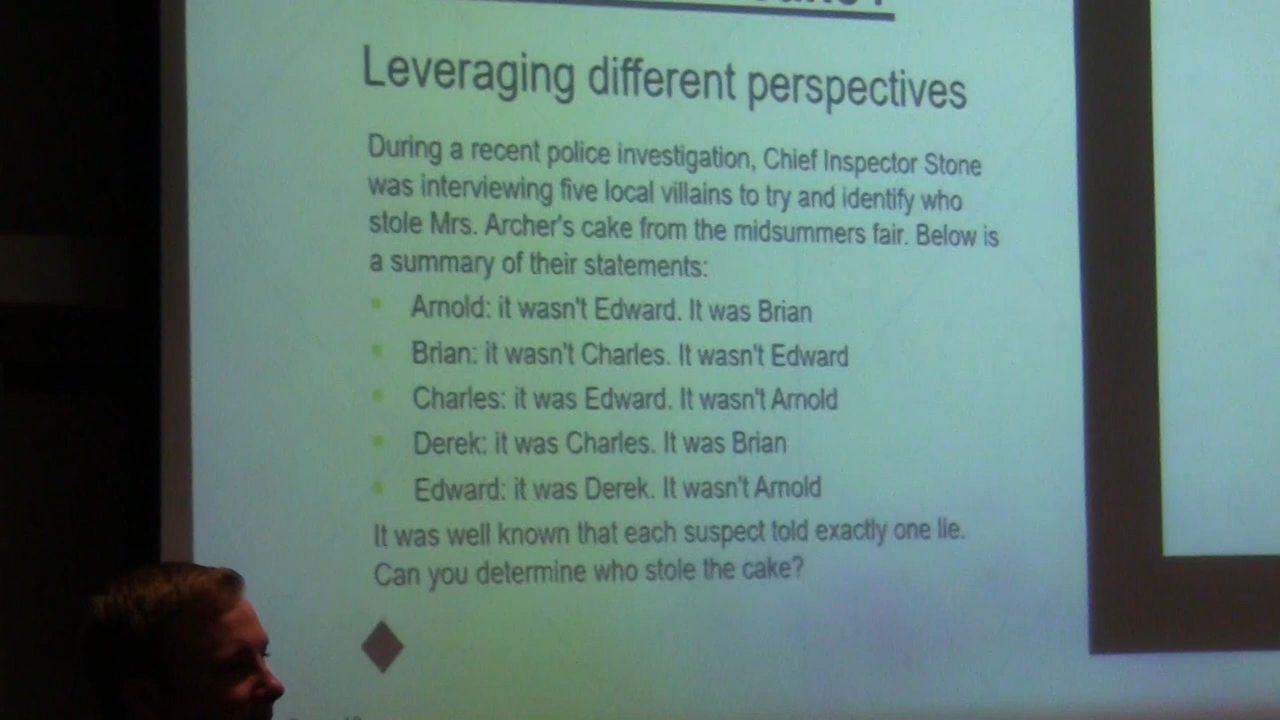 Leveraging different perspectives
During a recent police investigation, Chief Inspector Stone
was interviewing five local villains to try and identify who
stole Mrs. Archer's cake from the midsummers fair. Below is
a summary of their statements:
Arnold: it wasn't Edward. It was Brian
Brian: it wasn't Charles. It wasn't Edward
Charles: it was Edward. It wasn't Arnold
Derek: it was Charles. It was Brian
Edward: it was Derek. It wasn't Arnold
It was well known that each suspect told exactly one lie.
Can you determine who stole the cake?